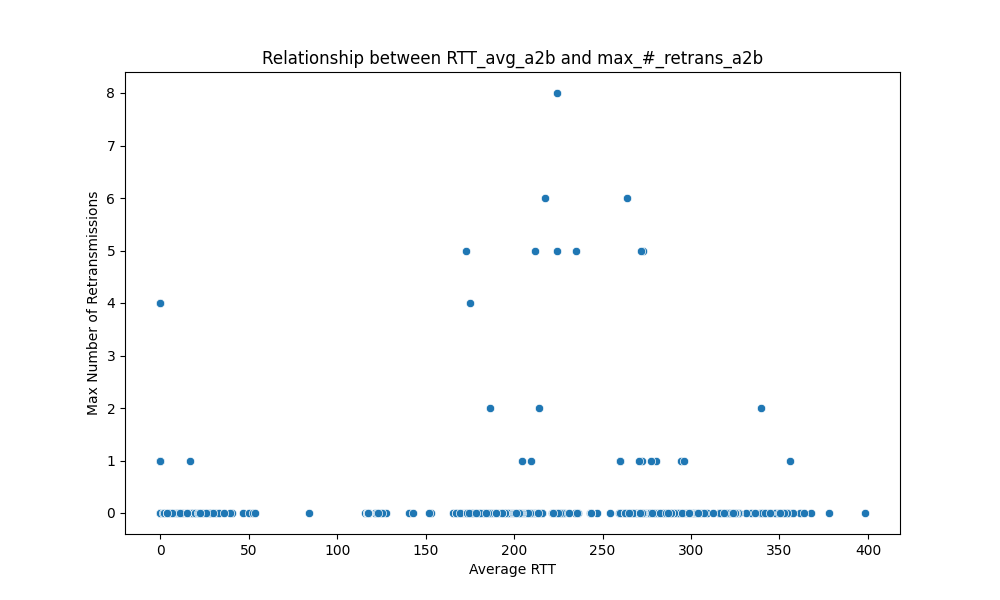 Relationship between RTT_avg_a2b and max_#_retrans_a2b
Max Number of Retransmissions
8
7
6
5
4
3
2
1
0
0 50 100 150 200 250 300 350 400
Average RTT